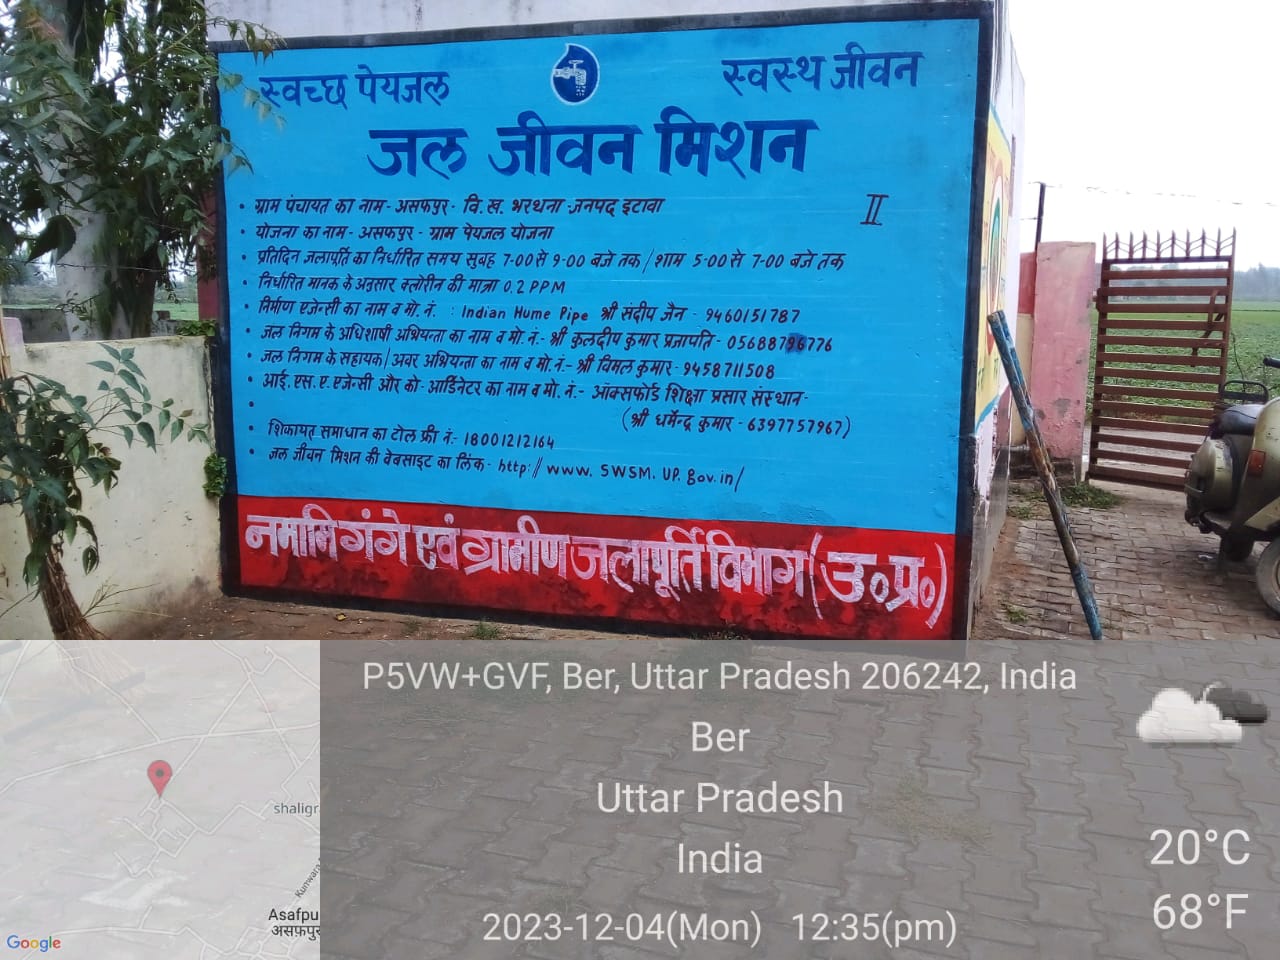 स्वच्छ पेयजल
स्वस्थ जीवन
जल जीवन मिशन
II
• ग्राम पंचायत का नाम - असफपुर - वि.ख. भरथना जनपद इटावा
• योजना का नाम - असफपुर - ग्राम पेयजल योजना
• प्रतिदिन जलापूर्ति का निर्धारित समय सुबह 7-00 से 9-00 बजे तक / शाम 5-00 से 7-00 बजे तक
• निर्धारित मानक के अनुसार क्लोरीन की मात्रा 0.2 PPM
• निर्माण एजेन्सी का नाम व मो. नं. : Indian Hume Pipe श्री संदीप जैन - 9460151787
• जल निगम के अधिशाषी अभियन्ता का नाम व मो. नं.- श्री कुलदीप कुमार प्रजापति - 05688796776
• जल निगम के सहायक/अवर अभियन्ता का नाम व मो. नं.- श्री विमल कुमार - 9458711508
• आई. एस. ए. एजेन्सी और को-आर्डिनेटर का नाम व मो. नं.- ऑक्सफोर्ड शिक्षा प्रसार संस्थान-
• (श्री धर्मेन्द्र कुमार - 6397757967)
• शिकायत समाधान का टोल फ्री नं.- 18001212164
• जल जीवन मिशन की वेबसाइट का लिंक - http://www.swsm.up.gov.in/
नमामि गंगे एवं ग्रामीण जलापूर्ति विभाग (उ०प्र०)
P5VW+GVF, Ber, Uttar Pradesh 206242, India
Ber
Uttar Pradesh
India
2023-12-04(Mon) 12:35(pm)
20°C
68°F
shaligr
Kunwara
Asafpu
असफ़पुर
Google